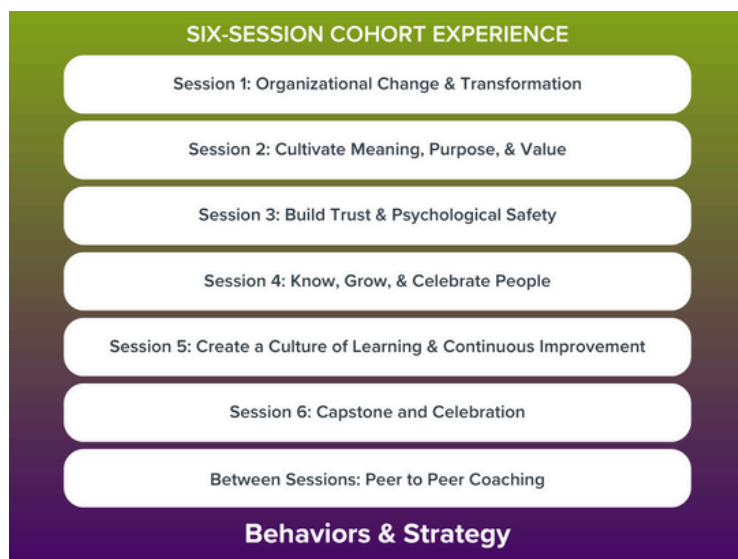 SIX-SESSION COHORT EXPERIENCE
Session 1: Organizational Change & Transformation
Session 2: Cultivate Meaning, Purpose, & Value
Session 3: Build Trust & Psychological Safety
Session 4: Know, Grow, & Celebrate People
Session 5: Create a Culture of Learning & Continuous Improvement
Session 6: Capstone and Celebration
Between Sessions: Peer to Peer Coaching
Behaviors & Strategy